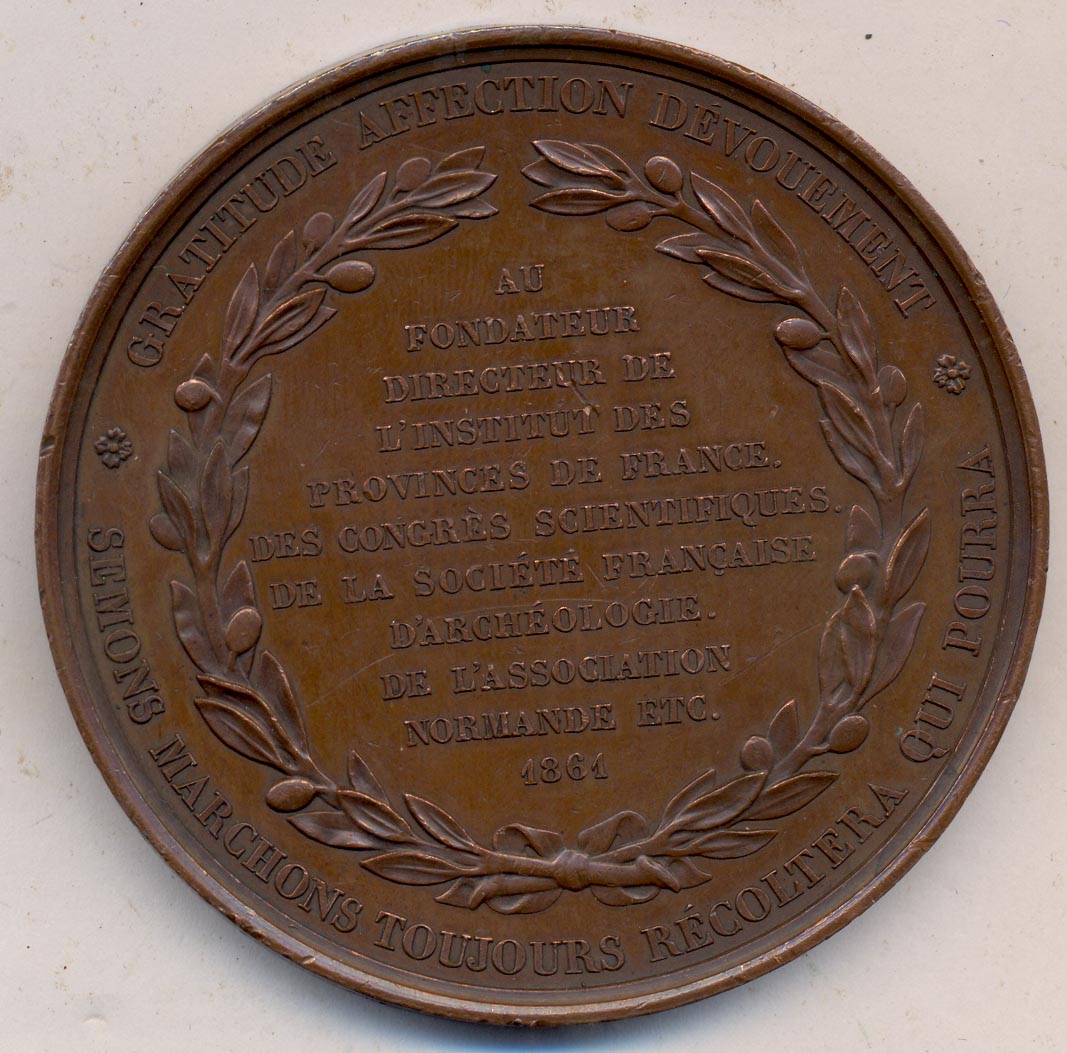 GRATITUDE AFFECTION DÉVOUEMENT
AU
FONDATEUR
DIRECTEUR DE
L'INSTITUT DES
PROVINCES DE FRANCE.
DES CONGRÈS SCIENTIFIQUES.
DE LA SOCIÉTÉ FRANÇAISE
D'ARCHÉOLOGIE.
DE L'ASSOCIATION
NORMANDE ETC.
1861
SEMONS MARCHONS TOUJOURS RÉCOLTERA QUI POURRA